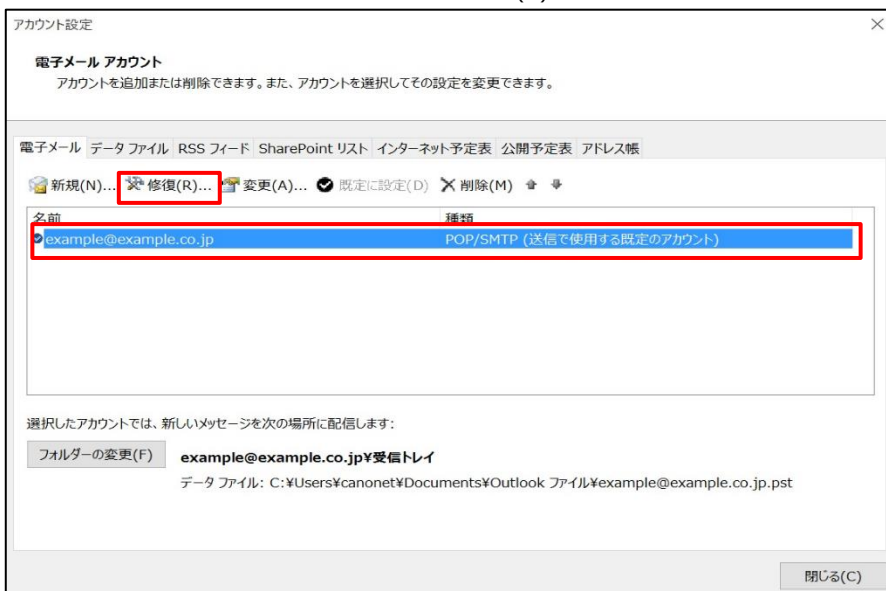 アカウント設定
電子メール アカウント
アカウントを追加または削除できます。また、アカウントを選択してその設定を変更できます。
電子メール データ ファイル RSS フィード SharePoint リスト インターネット予定表 公開予定表 アドレス帳
新規(N)... 修復(R)... 変更(A)... 既定に設定(D) 削除(M)
名前 種類
example@example.co.jp POP/SMTP (送信で使用する既定のアカウント)
選択したアカウントでは、新しいメッセージを次の場所に配信します:
フォルダーの変更(F) example@example.co.jp¥受信トレイ
データ ファイル: C:¥Users¥canonet¥Documents¥Outlook ファイル¥example@example.co.jp.pst
閉じる(C)